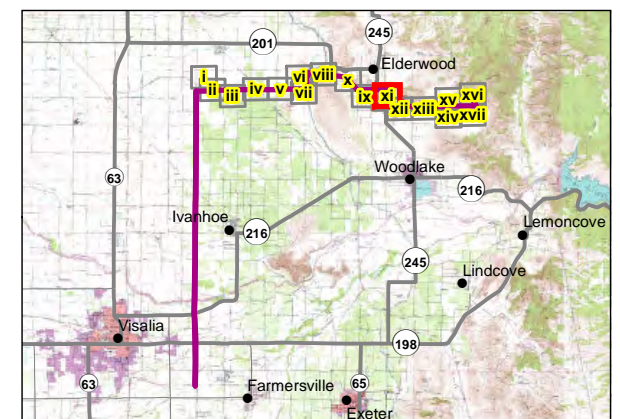 245
201
Elderwood
i
ii
iii
iv
v
vi
vii
viii
x
ix
xi
xii
xiii
xv
xvi
xiv
xvii
63
Woodlake
216
Ivanhoe
216
Lemoncove
245
Lindcove
Visalia
198
63
Farmersville
65
Exeter